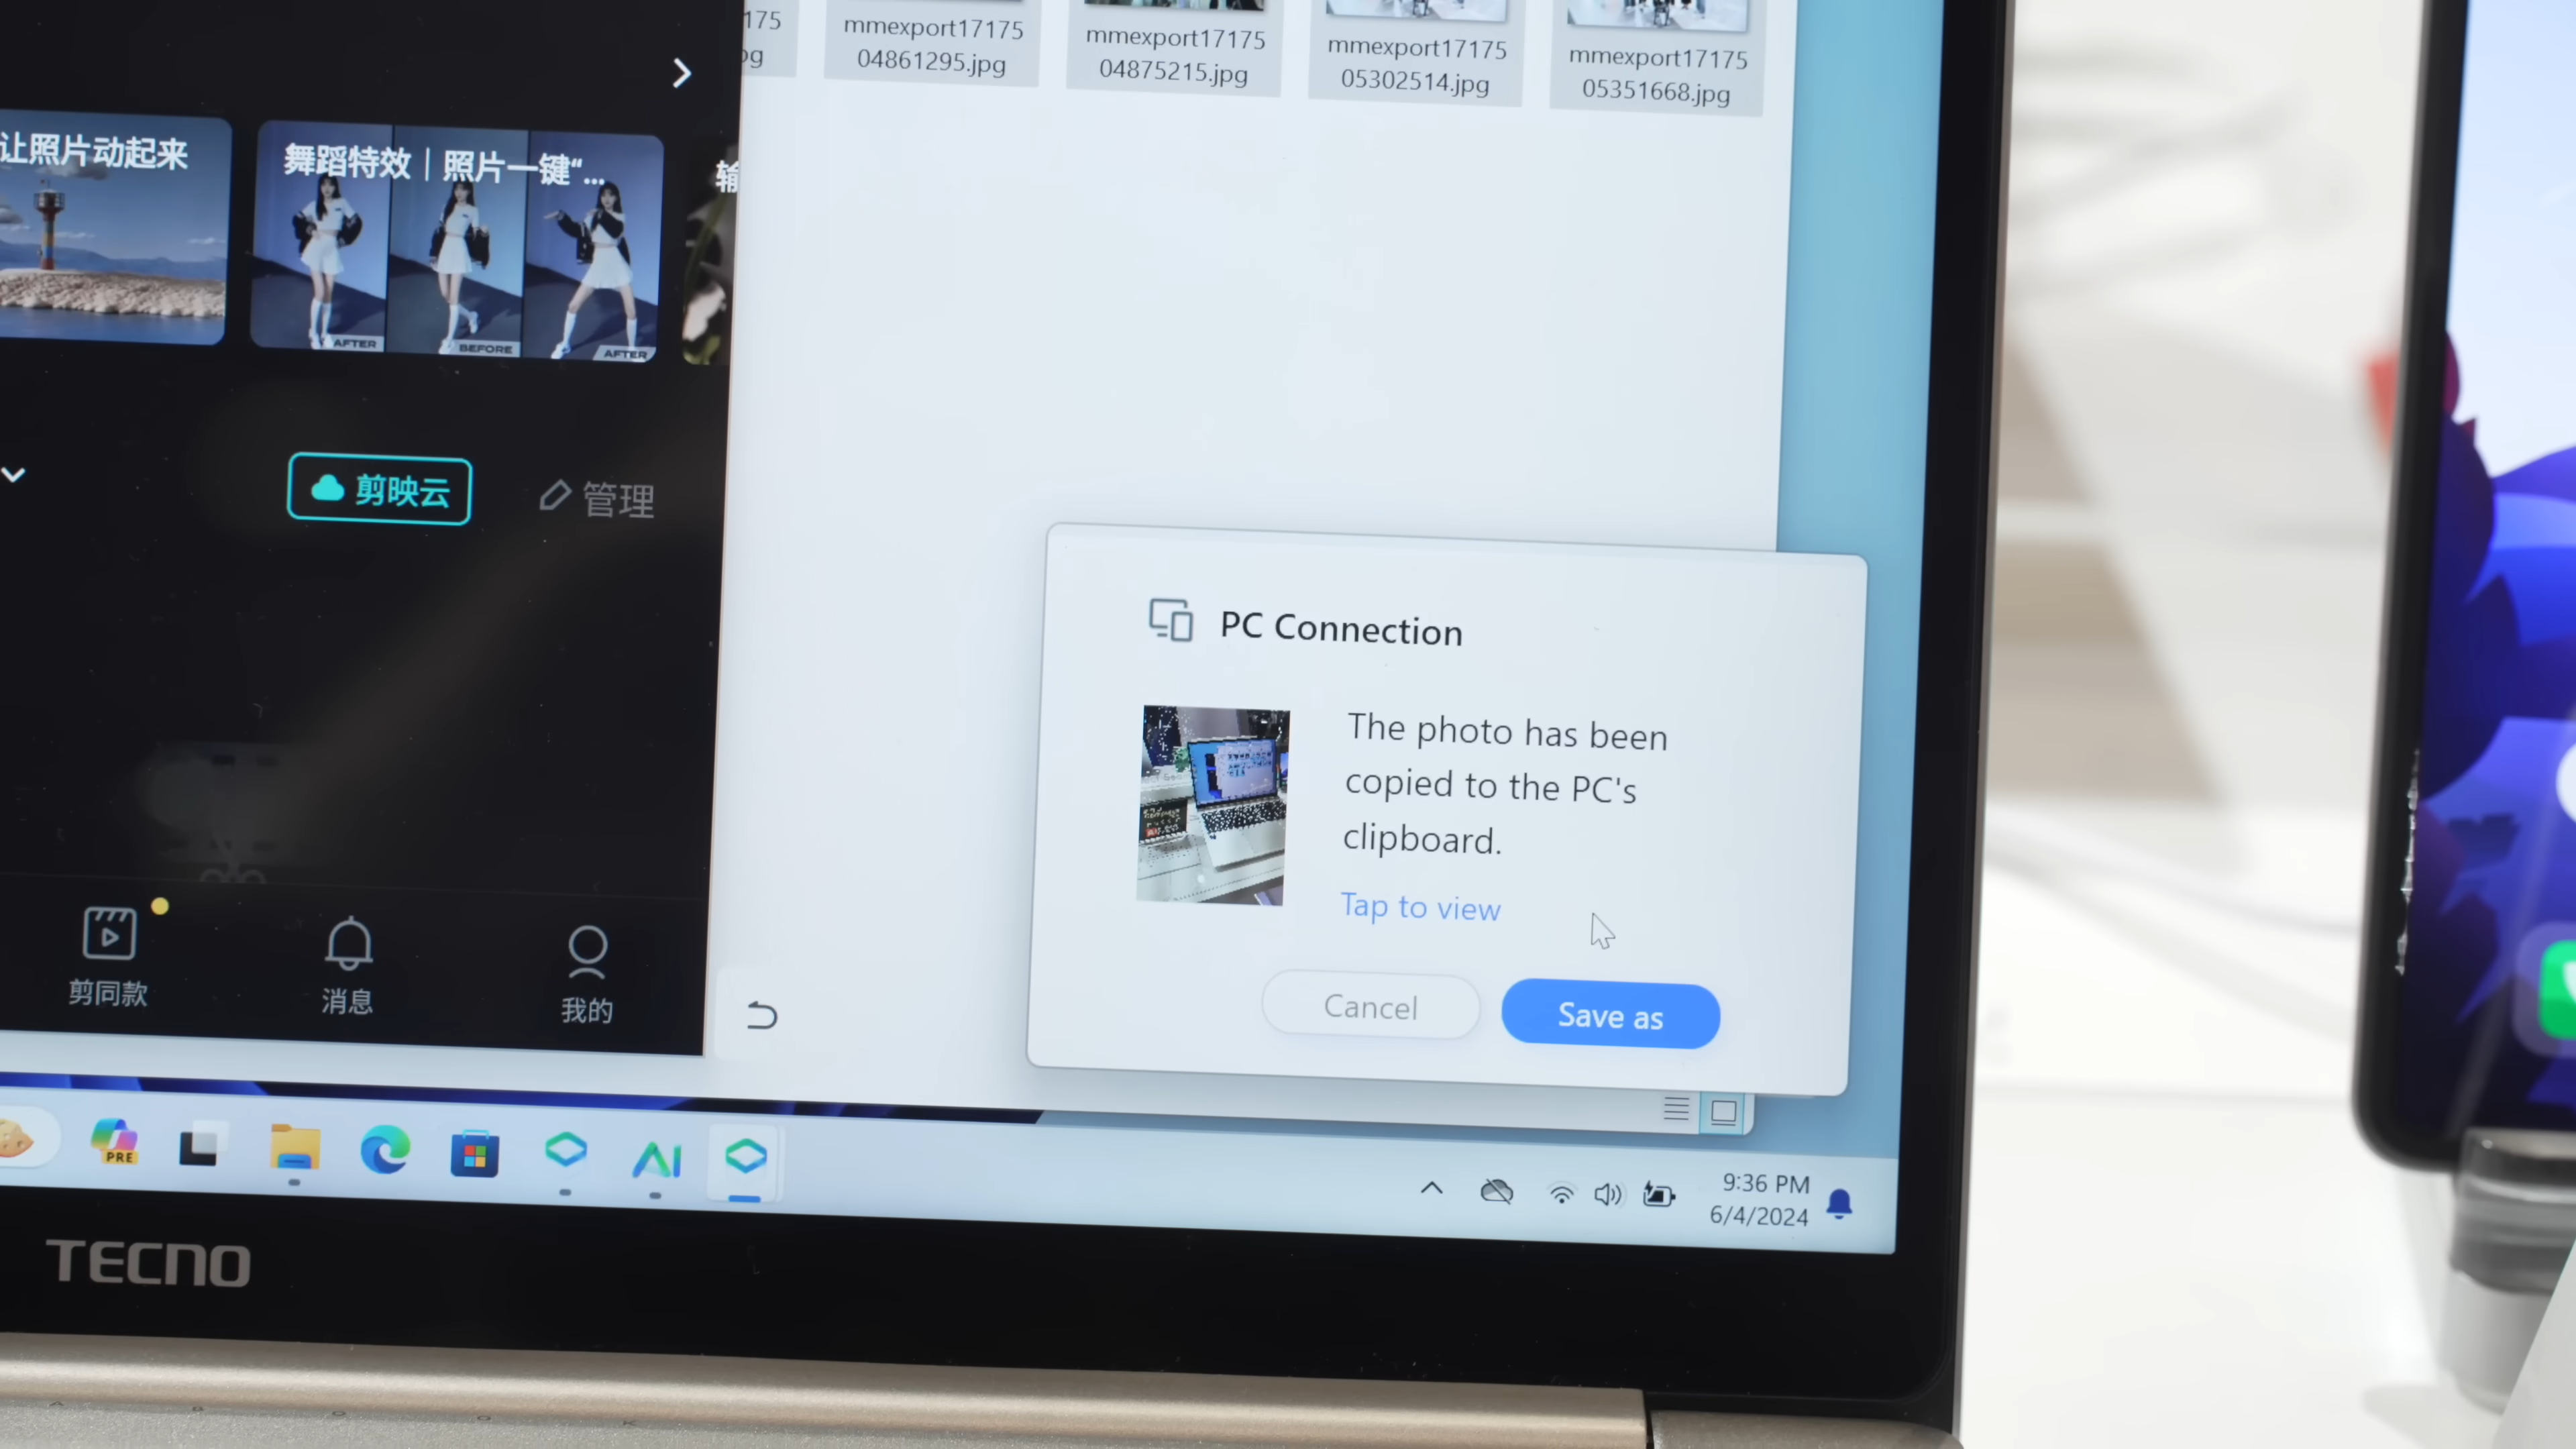 175
mmexport17175
04861295.jpg
mmexport17175
04875215.jpg
mmexport17175
05302514.jpg
mmexport17175
05351668.jpg
让照片动起来
舞蹈特效｜照片一键“...
输
AFTER
BEFORE
AFTER
剪映云
管理
PC Connection
The photo has been
copied to the PC's
clipboard.
Tap to view
Cancel
Save as
剪同款
消息
我的
PRE
AI
9:36 PM
6/4/2024
TECNO